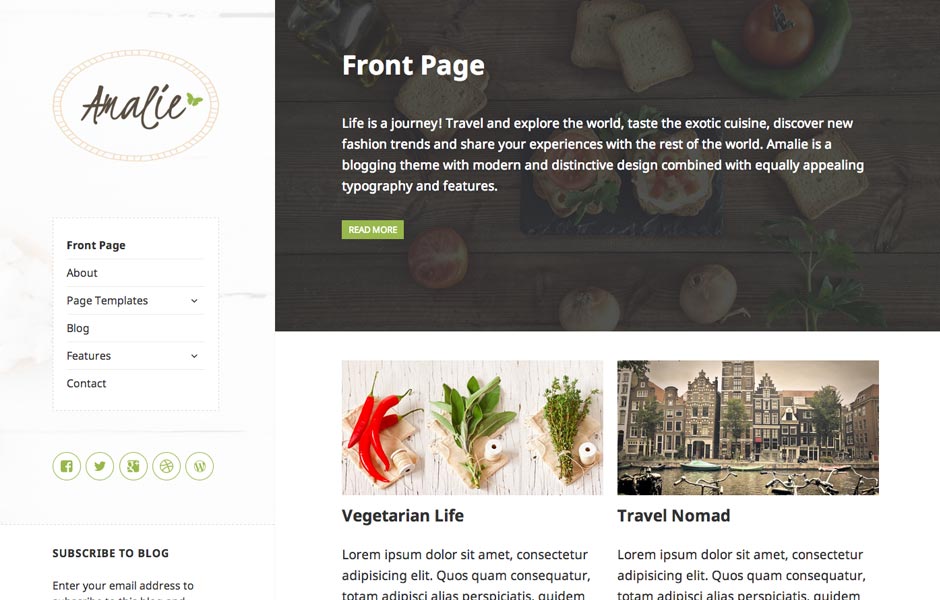 Amalie
Front Page
About
Page Templates
Blog
Features
Contact
SUBSCRIBE TO BLOG
Enter your email address to
subscribe to this blog and
Front Page
Life is a journey! Travel and explore the world, taste the exotic cuisine, discover new
fashion trends and share your experiences with the rest of the world. Amalie is a
blogging theme with modern and distinctive design combined with equally appealing
typography and features.
READ MORE
Vegetarian Life
Lorem ipsum dolor sit amet, consectetur
adipisicing elit. Quos quam consequatur,
totam alias perspiciatis, quidem
Travel Nomad
Lorem ipsum dolor sit amet, consectetur
adipisicing elit. Quos quam consequatur,
totam adipisci alias perspiciatis, quidem